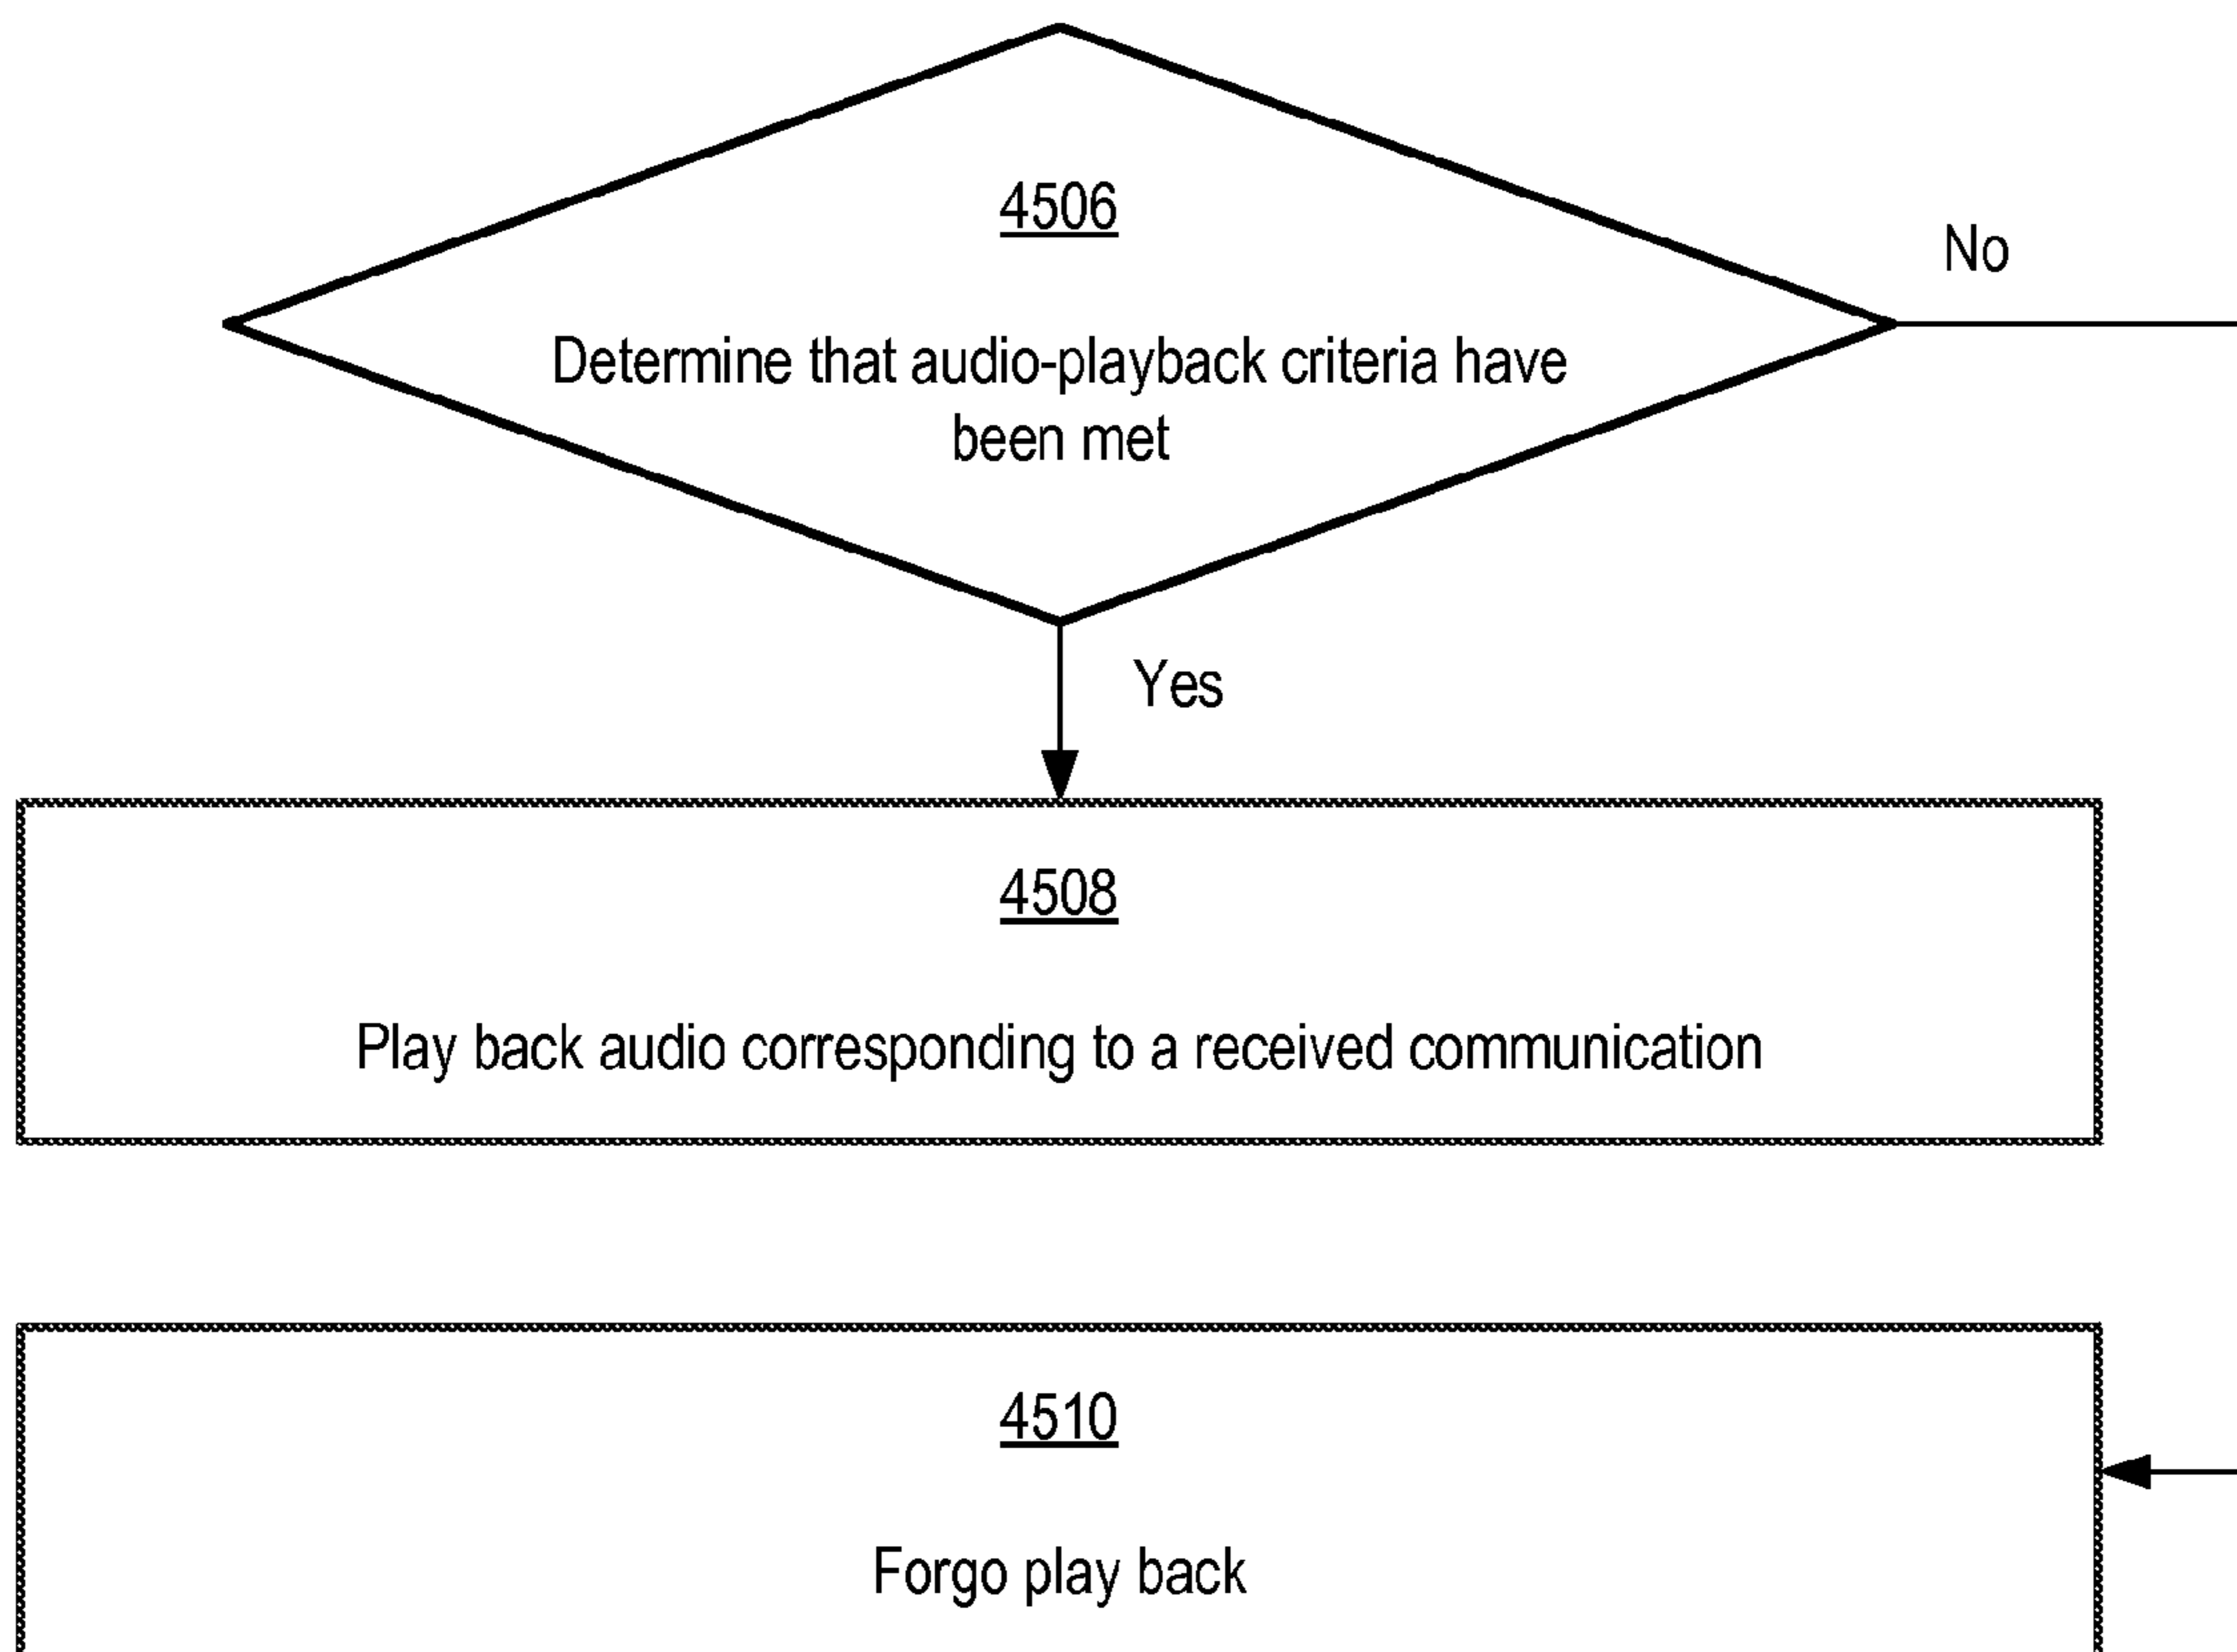 4506
No
Determine that audio-playback criteria have
been met
Yes
4508
Play back audio corresponding to a received communication
4510
Forgo play back